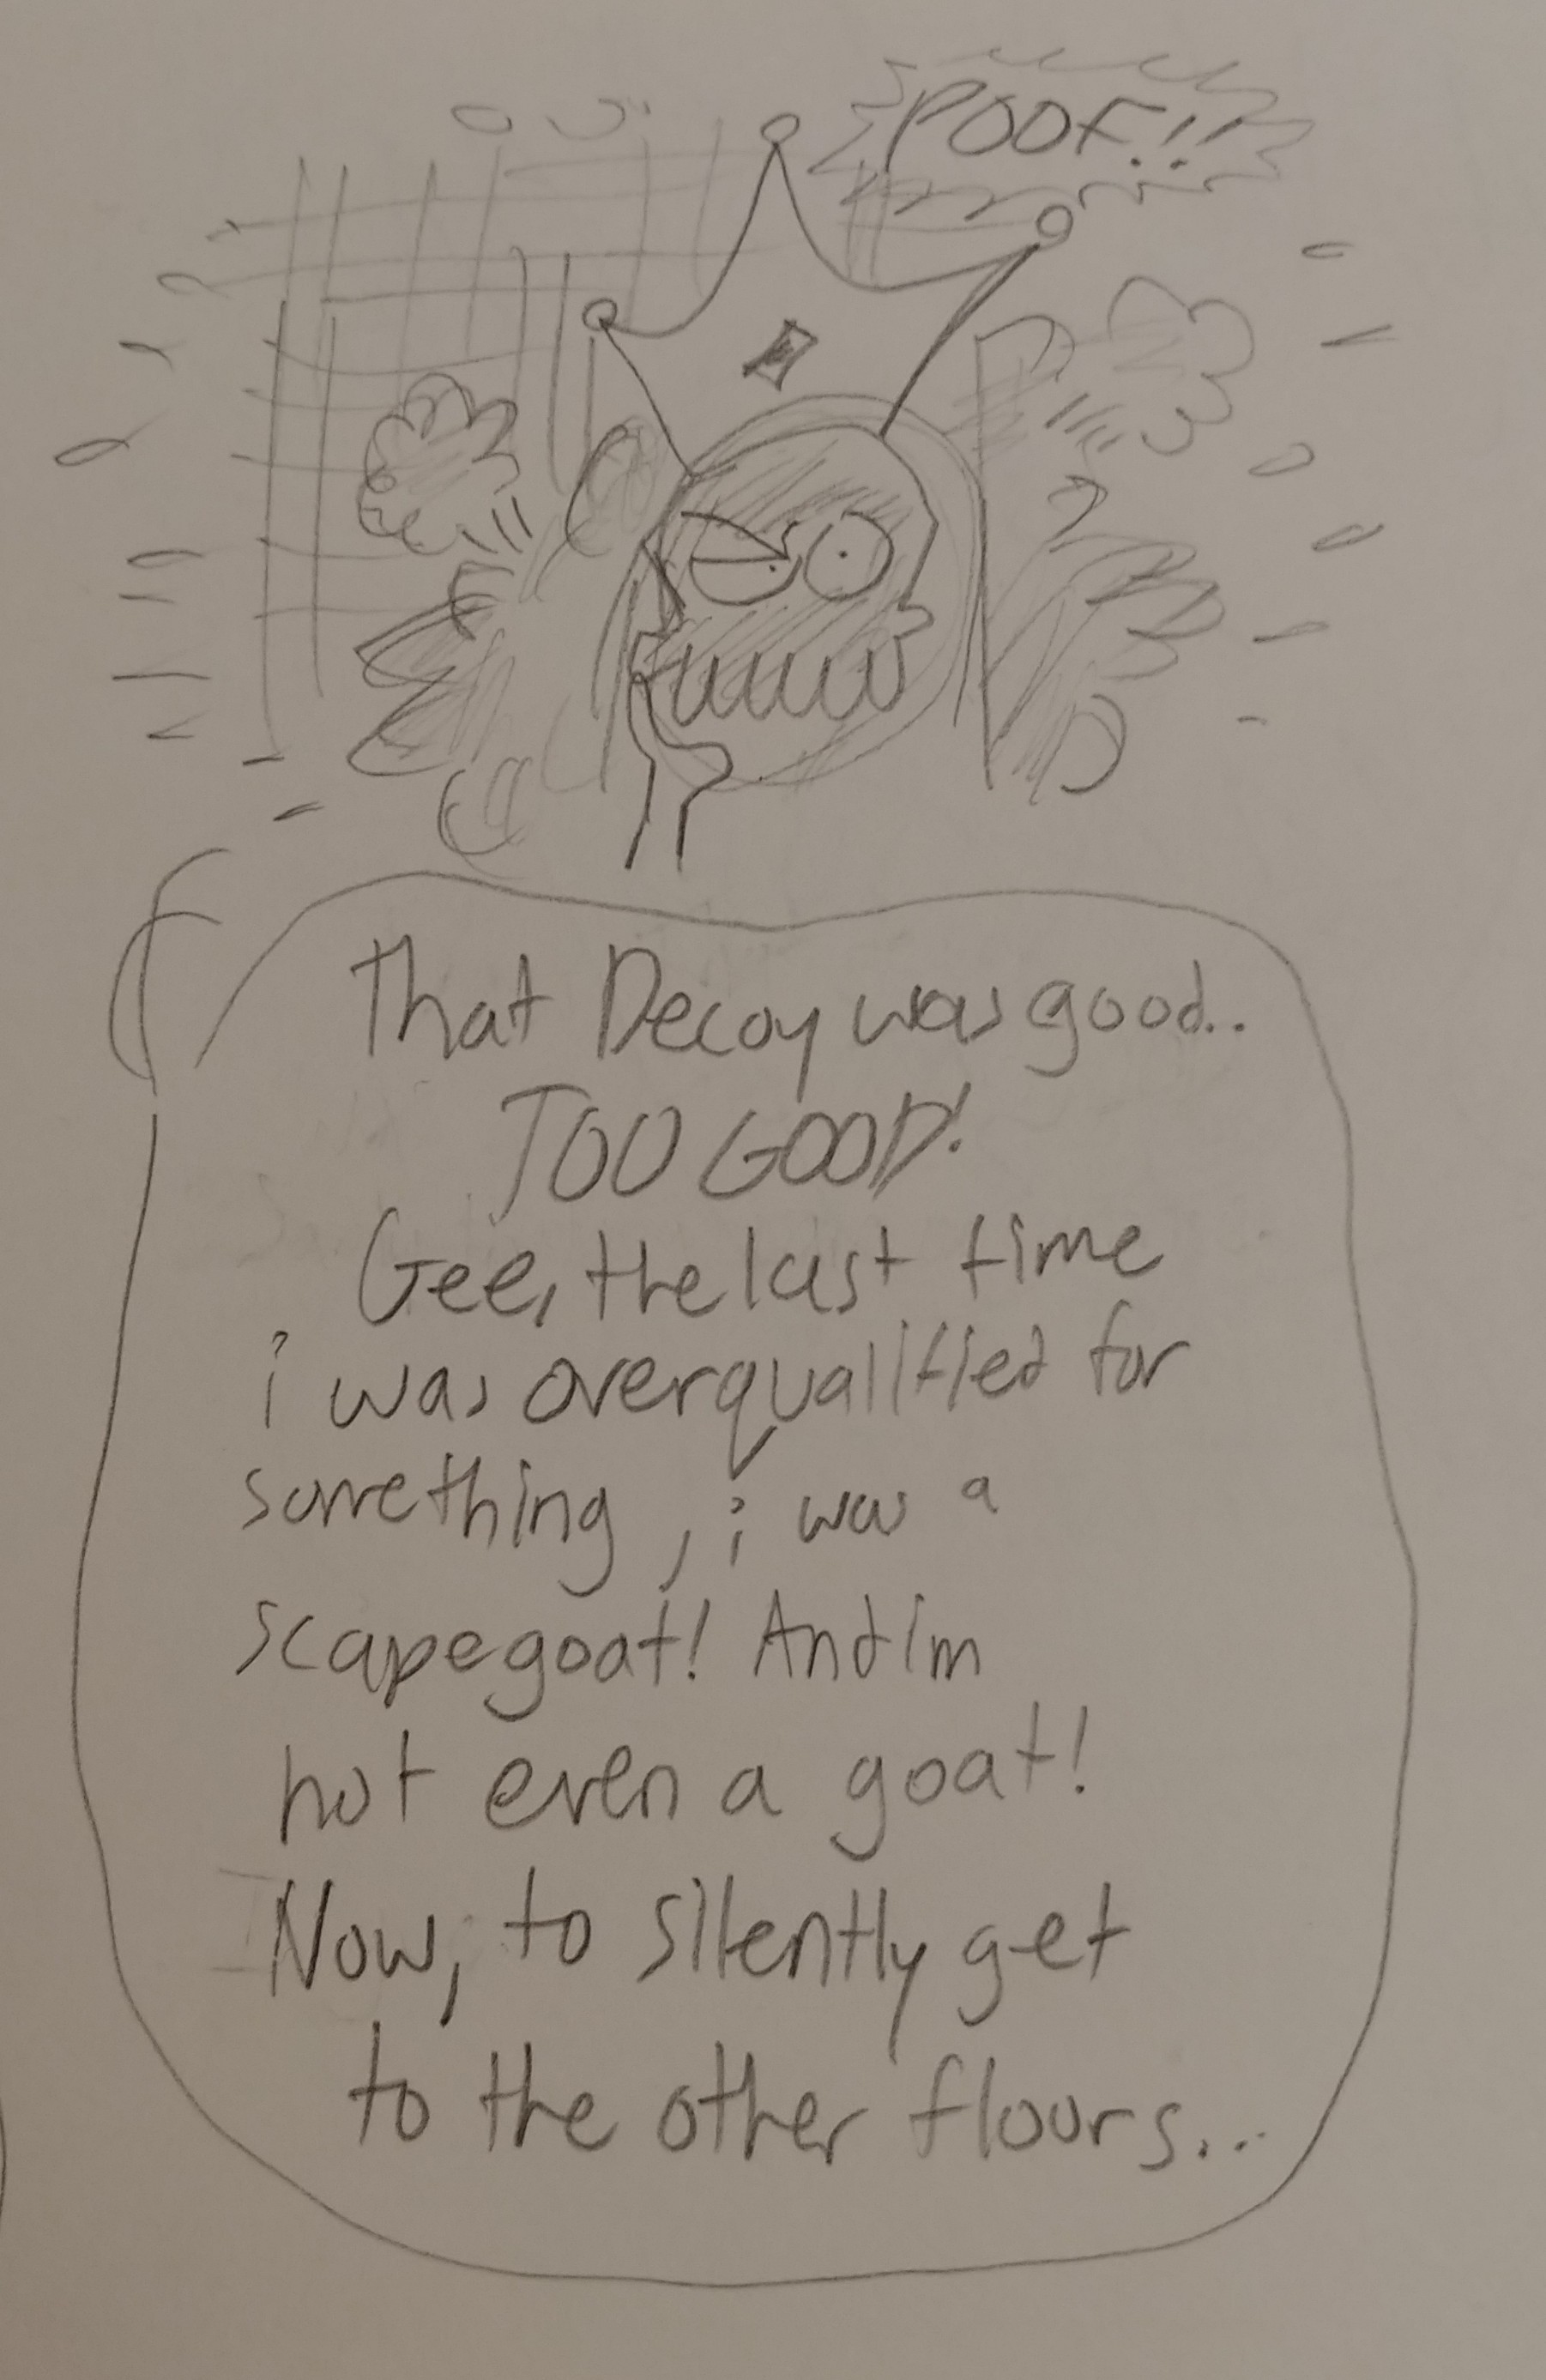 POOF!!
That Decoy was good..
TOO GOOD!
Gee, the last time
i was overqualified for
something, i was a
scapegoat! And im
not even a goat!
Now, to silently get
to the other floors...